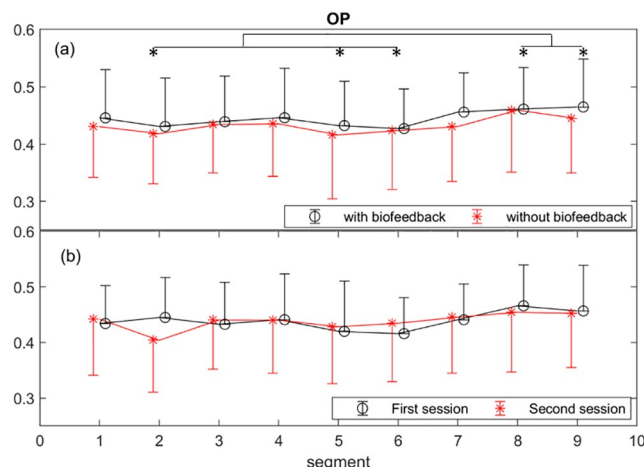 OP
0.6
(a)
* * * * *
0.5
0.4
0.3
with biofeedback without biofeedback
0.6
(b)
0.5
0.4
0.3
First session Second session
0 1 2 3 4 5 6 7 8 9 10
segment